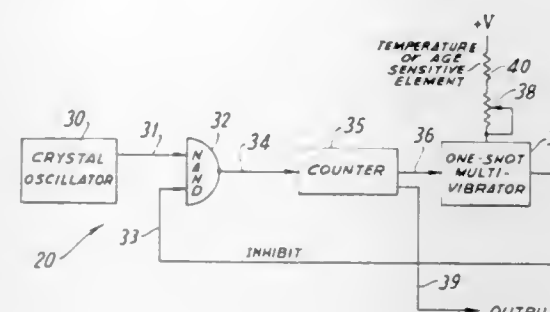 +V
TEMPERATURE
OR AGE
SENSITIVE
ELEMENT
40
38
30
31
32
34
35
36
CRYSTAL
OSCILLATOR
NAND
COUNTER
ONE-SHOT
MULTI-
VIBRATOR
33
20
INHIBIT
39